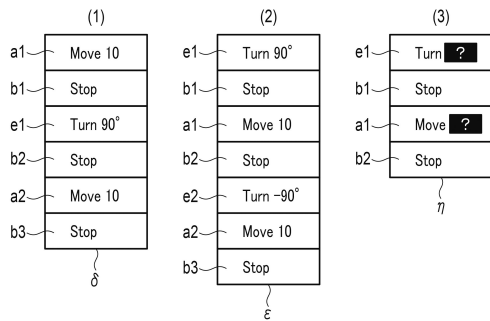 (1)
a1 Move 10
b1 Stop
e1 Turn 90°
b2 Stop
a2 Move 10
b3 Stop
δ
(2)
e1 Turn 90°
b1 Stop
a1 Move 10
b2 Stop
e2 Turn -90°
a2 Move 10
b3 Stop
ε
(3)
e1 Turn ?
b1 Stop
a1 Move ?
b2 Stop
η